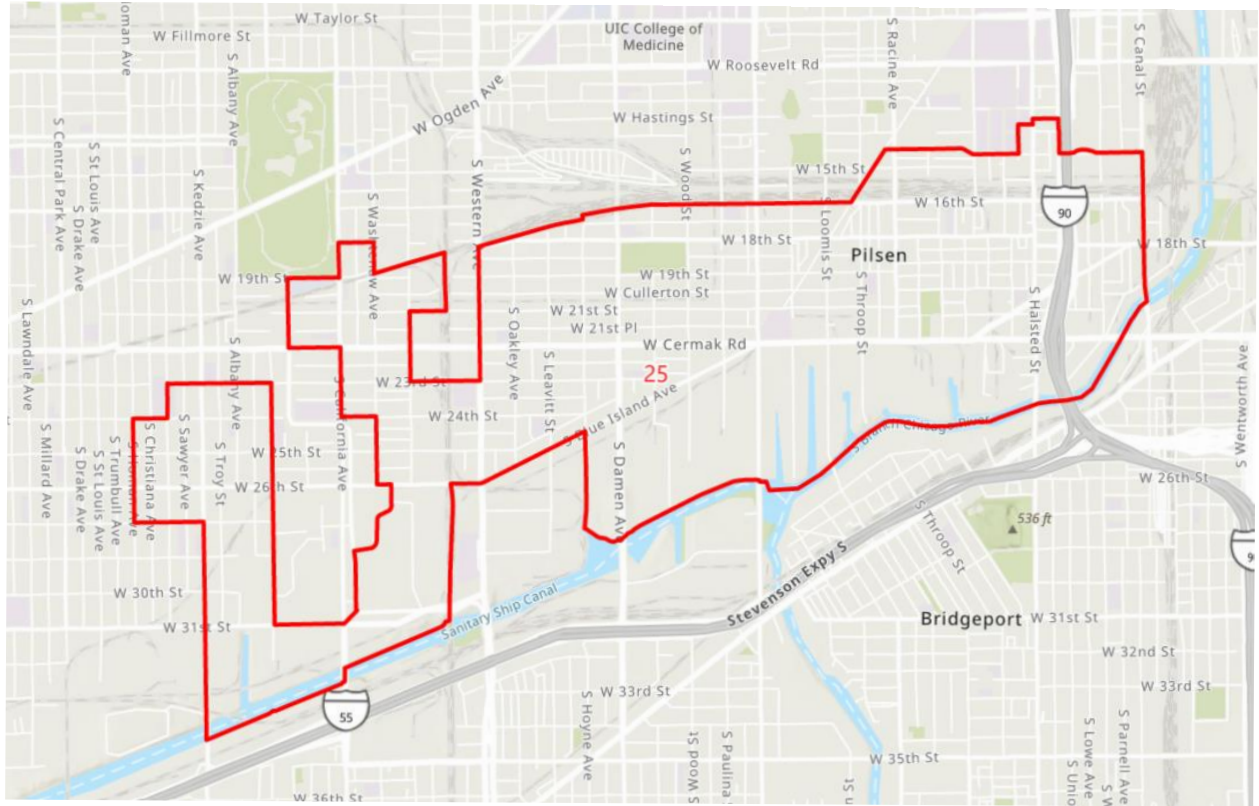 W Taylor St
W Fillmore St
UIC College of
Medicine
S Racine Ave
S Canal St
W Roosevelt Rd
S Albany Ave
W Ogden Ave
W Hastings St
S Central Park Ave
S St Louis Ave
S Drake Ave
S Kedzie Ave
S Washtenaw Ave
S Western Ave
S Wood St
W 15th St
W 16th St
90
S Loomis St
W 18th St
W 18th St
Pilsen
W 19th St
W 19th St
W Cullerton St
S Throop St
S Halsted St
W 21st St
W 21st Pl
S Oakley Ave
S Lawndale Ave
S Albany Ave
W Cermak Rd
S Leavitt St
W 23rd St
25
S Wentworth Ave
S California Ave
W 24th St
S Blue Island Ave
S Millard Ave
S Drake Ave
S St Louis Ave
S Trumbull Ave
S Homan Ave
S Christiana Ave
S Sawyer Ave
S Troy St
W 25th St
W 26th St
S Damen Av
S Branch Chicago River
W 26th St
S Throop St
536 ft
W 30th St
W 31st St
Sanitary Ship Canal
Stevenson Expy S
Bridgeport
W 31st St
W 32nd St
W 33rd St
W 33rd St
55
S Hoyne Ave
S Wood St
S Paulina
W 35th St
S Lowe Ave
S Parnell Ave
W 36th St